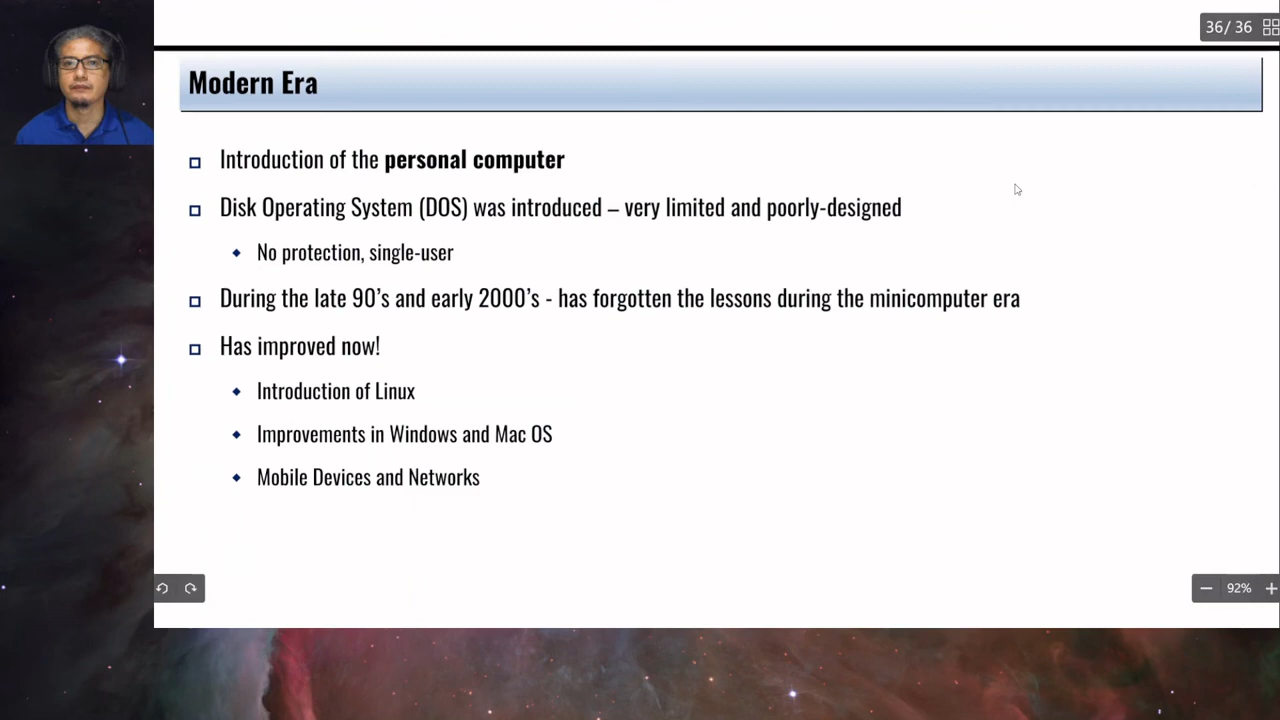 36/ 36
Modern Era
Introduction of the personal computer
Disk Operating System (DOS) was introduced – very limited and poorly-designed
No protection, single-user
During the late 90's and early 2000's - has forgotten the lessons during the minicomputer era
Has improved now!
Introduction of Linux
Improvements in Windows and Mac OS
Mobile Devices and Networks
92%